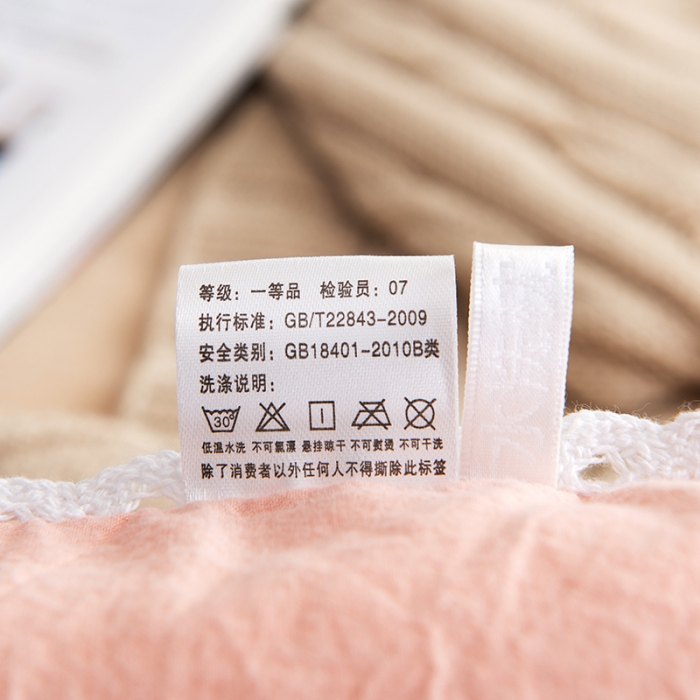 等级：一等品 检验员：07
执行标准：GB/T22843-2009
安全类别：GB18401-2010B类
洗涤说明：
30
低温水洗 不可氯漂 悬挂晾干 不可熨烫 不可干洗
除了消费者以外任何人不得撕除此标签